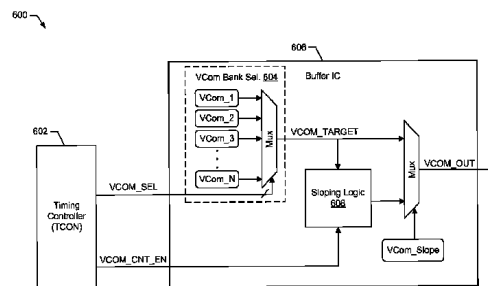 600
606
VCom Bank Sel. 604
Buffer IC
VCom_1
VCom_2
VCom_3
VCom_N
Mux
VCOM_TARGET
602
Timing
Controller
(TCON)
VCOM_SEL
VCOM_CNT_EN
Sloping Logic
608
Mux
VCOM_OUT
VCom_Slope